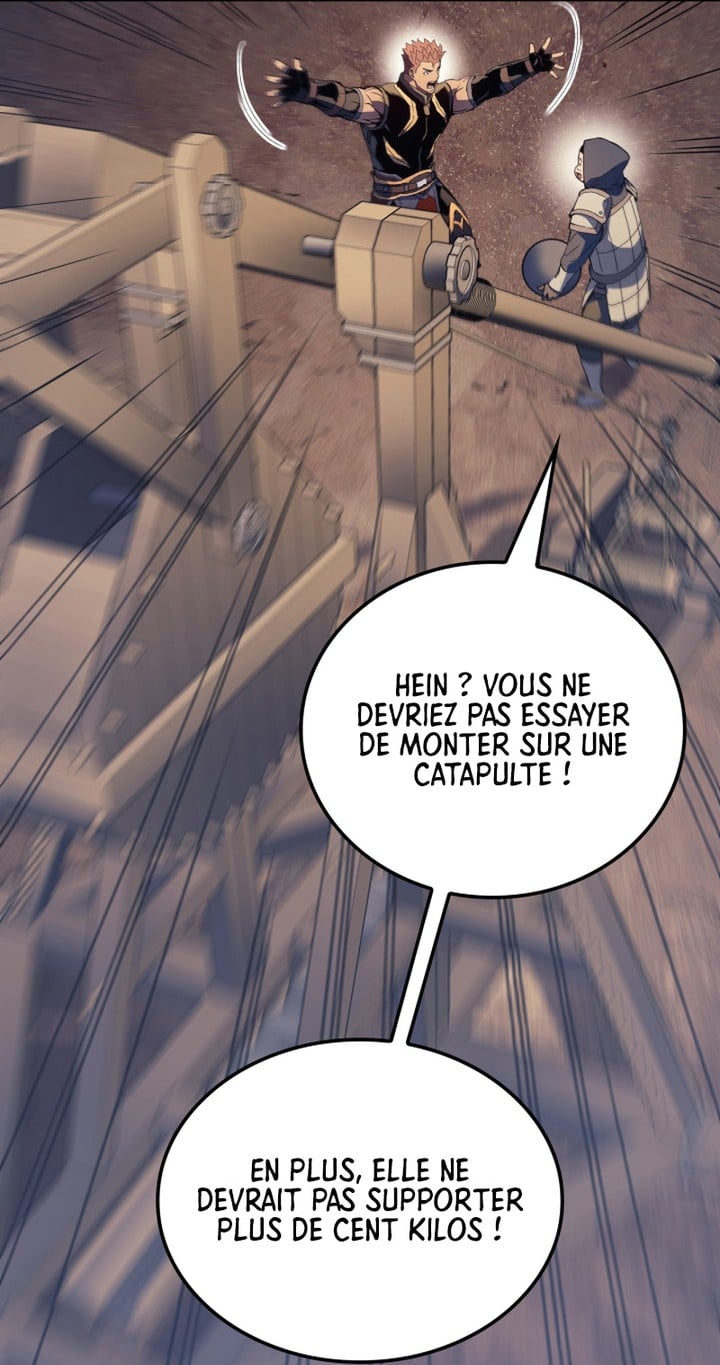 HEIN ? VOUS NE
DEVRIEZ PAS ESSAYER
DE MONTER SUR UNE
CATAPULTE !
EN PLUS, ELLE NE
DEVRAIT PAS SUPPORTER
PLUS DE CENT KILOS !